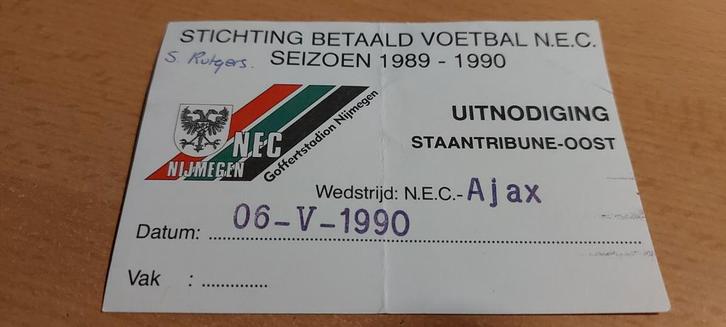 STICHTING BETAALD VOETBAL N.E.C.
S. Rutgers. SEIZOEN 1989 - 1990
NEC
NIJMEGEN
Goffertstadion Nijmegen
UITNODIGING
STAANTRIBUNE-OOST
Wedstrijd: N.E.C.-Ajax
Datum: 06-V-1990
Vak : ..............